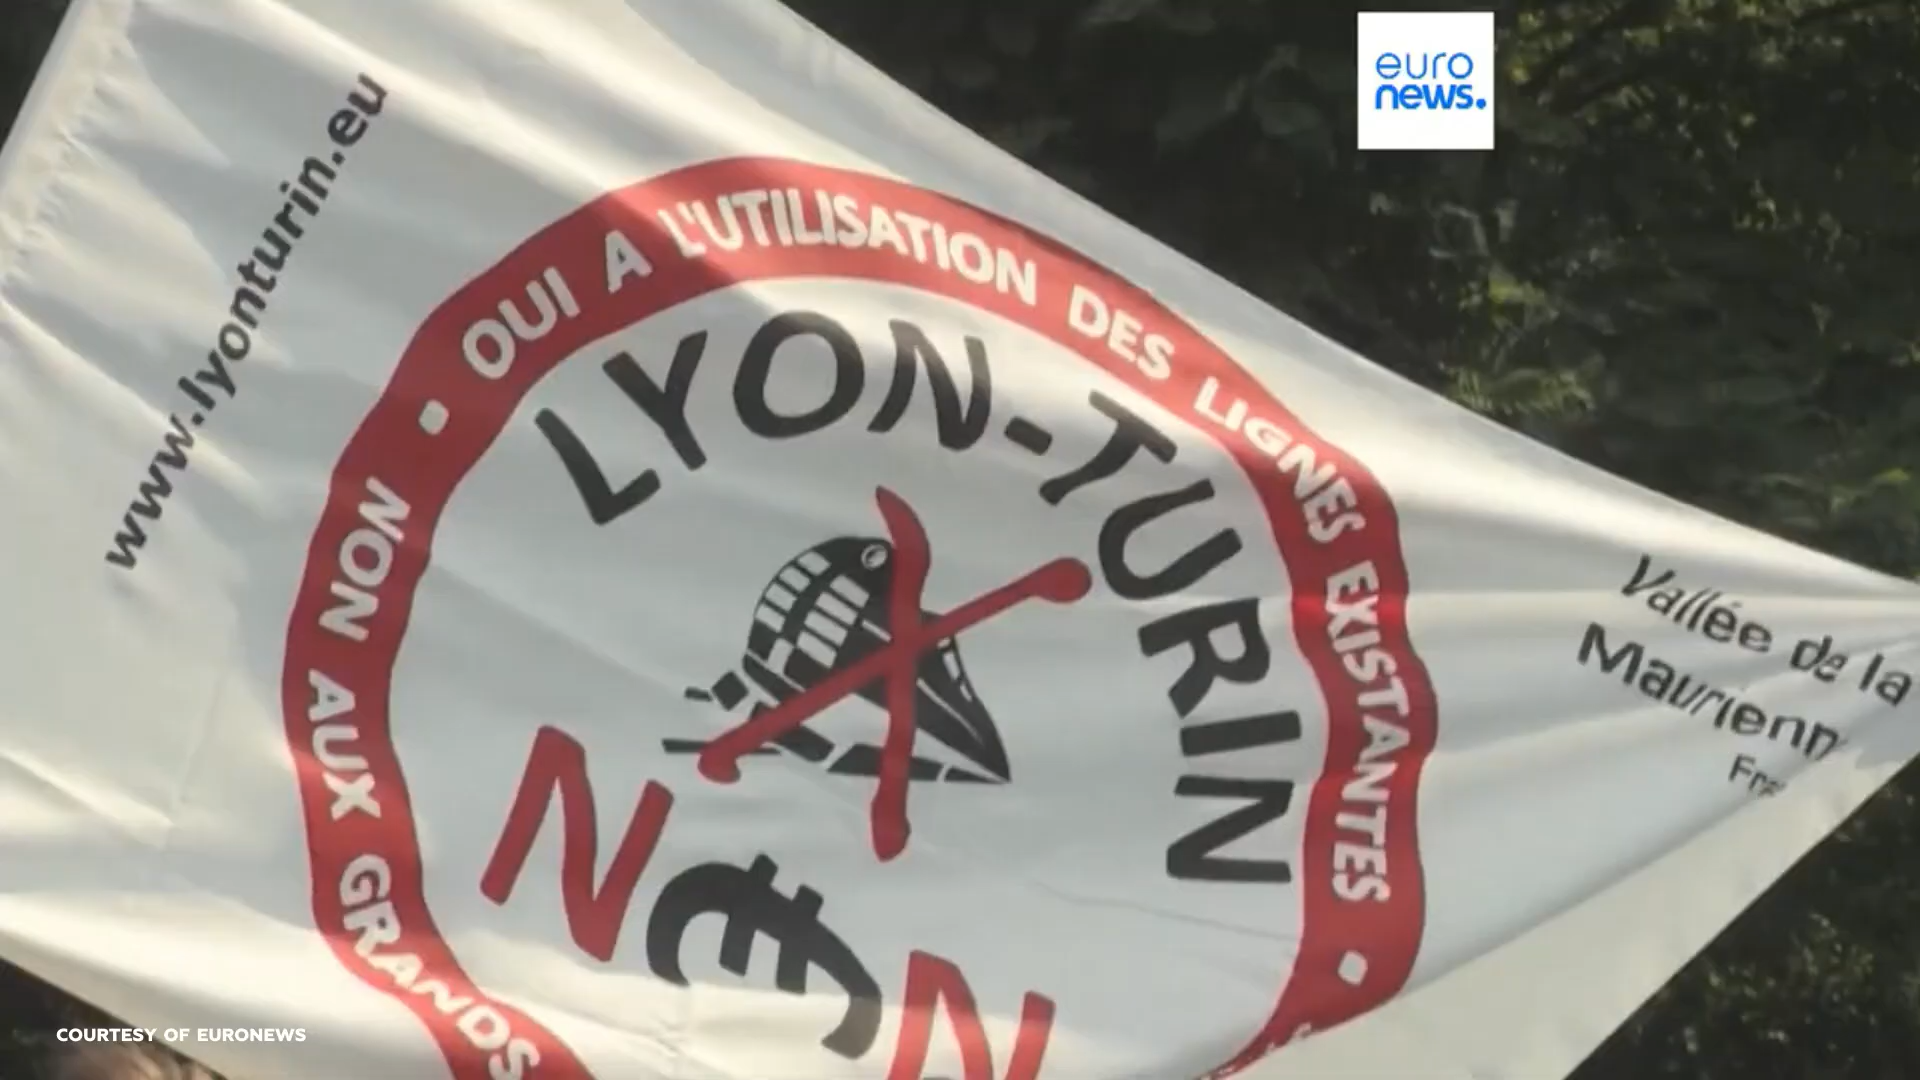 euro
news.
www.lyonturin.eu
OUI A L'UTILISATION DES LIGNES EXISTANTES
NON AUX GRANDS
LYON-TURIN
N€N
Vallée de la
COURTESY OF EURONEWS